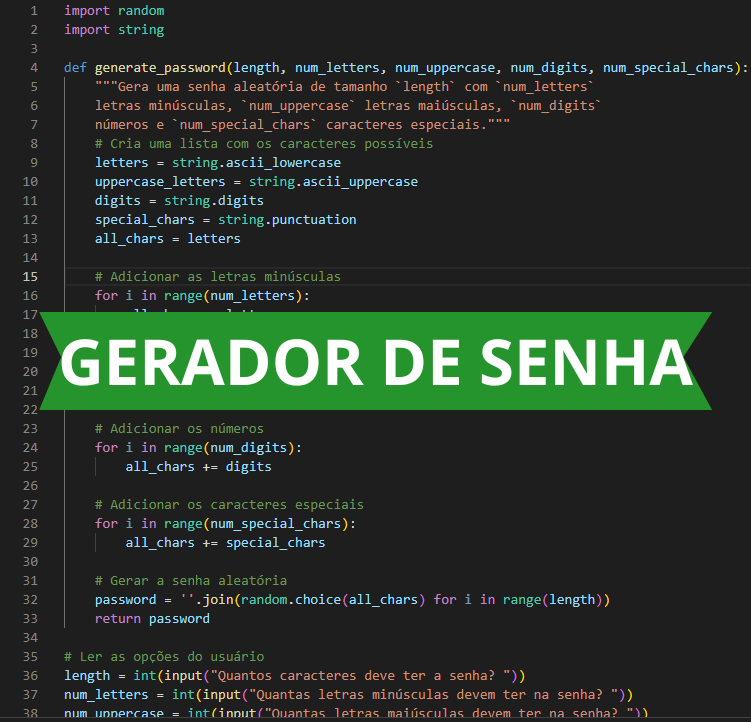 1 import random
2 import string
3
4 def generate_password(length, num_letters, num_uppercase, num_digits, num_special_chars):
5 """Gera uma senha aleatória de tamanho `length` com `num_letters`
6 letras minúsculas, `num_uppercase` letras maiúsculas, `num_digits`
7 números e `num_special_chars` caracteres especiais."""
8 # Cria uma lista com os caracteres possíveis
9 letters = string.ascii_lowercase
10 uppercase_letters = string.ascii_uppercase
11 digits = string.digits
12 special_chars = string.punctuation
13 all_chars = letters
14
15 # Adicionar as letras minúsculas
16 for i in range(num_letters):
17
18
19
GERADOR DE SENHA
20
21
22
23 # Adicionar os números
24 for i in range(num_digits):
25 all_chars += digits
26
27 # Adicionar os caracteres especiais
28 for i in range(num_special_chars):
29 all_chars += special_chars
30
31 # Gerar a senha aleatória
32 password = ''.join(random.choice(all_chars) for i in range(length))
33 return password
34
35 # Ler as opções do usuário
36 length = int(input("Quantos caracteres deve ter a senha? "))
37 num_letters = int(input("Quantas letras minúsculas devem ter na senha? "))
38 num_uppercase = int(input("Quantas letras maiúsculas devem ter na senha? "))